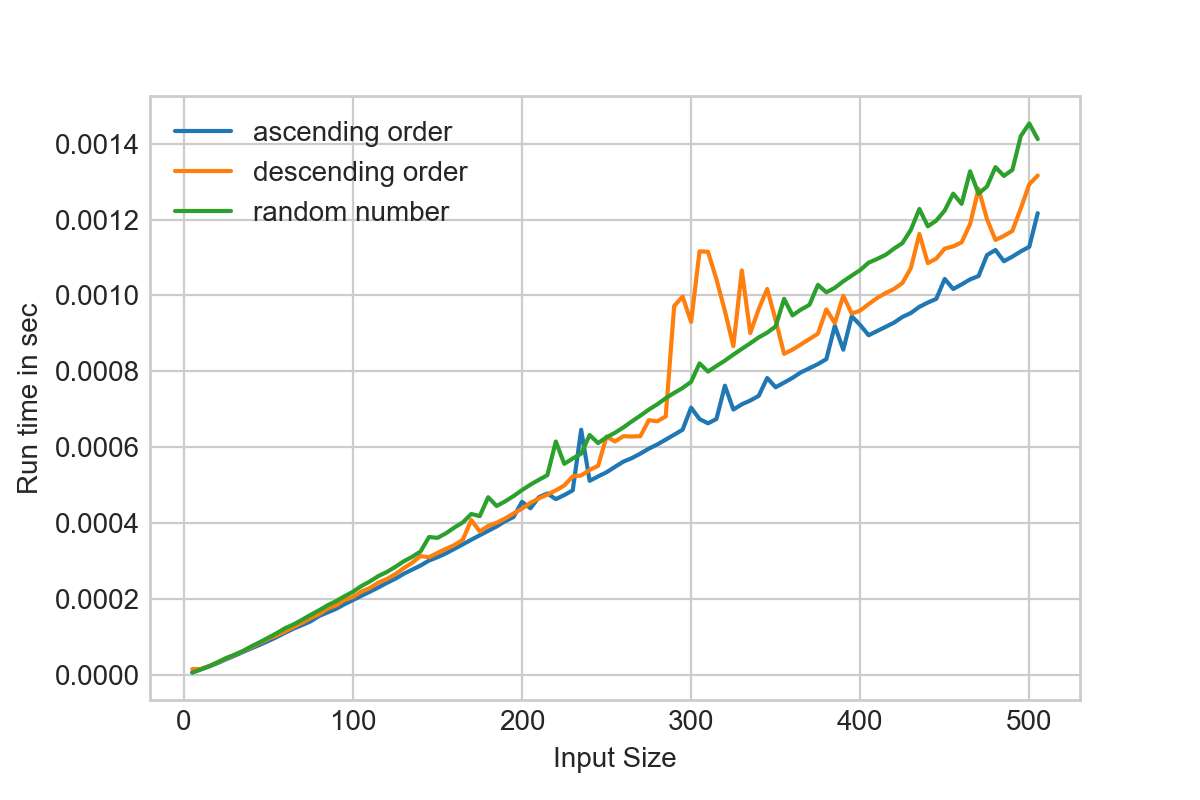 ascending order
descending order
random number
0.0014
0.0012
0.0010
0.0008
0.0006
0.0004
0.0002
0.0000
Run time in sec
0 100 200 300 400 500
Input Size